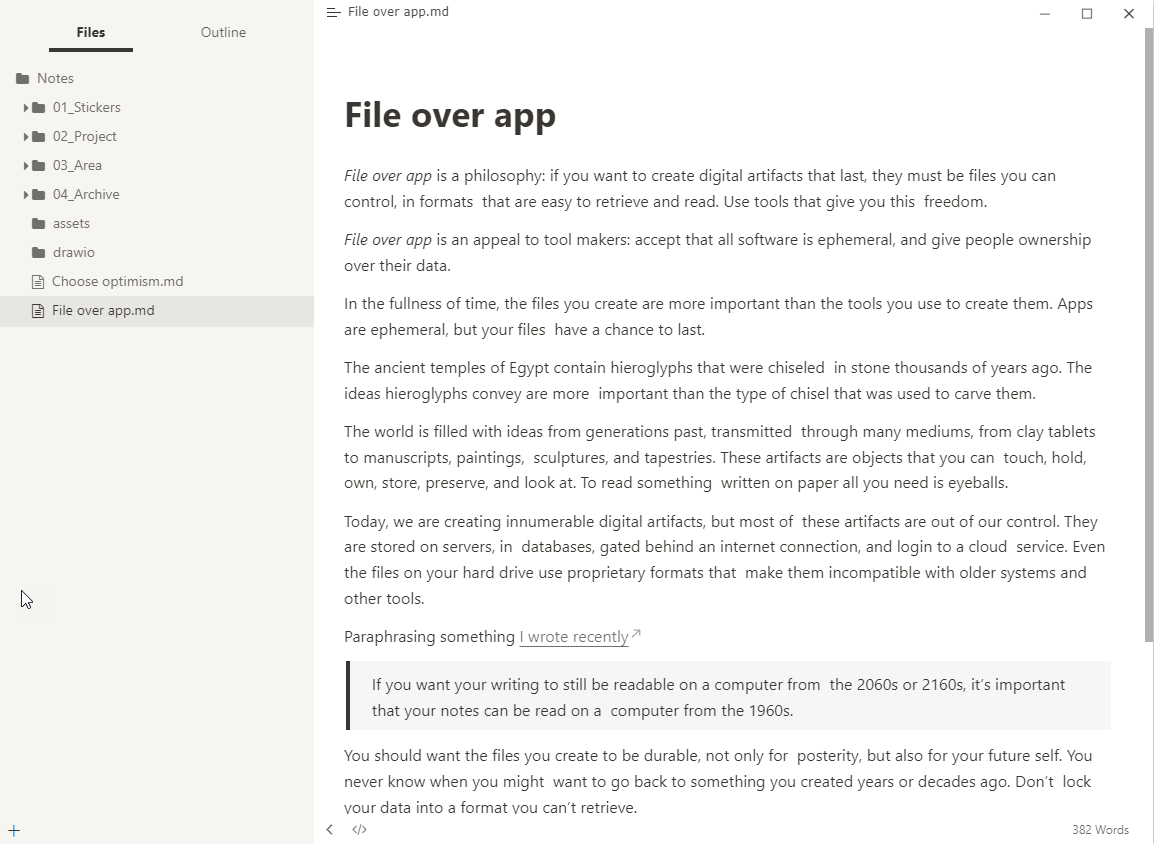 Files
Outline
Notes
01_Stickers
02_Project
03_Area
04_Archive
assets
drawio
Choose optimism.md
File over app.md
File over app.md
File over app
File over app is a philosophy: if you want to create digital artifacts that last, they must be files you can
control, in formats that are easy to retrieve and read. Use tools that give you this freedom.
File over app is an appeal to tool makers: accept that all software is ephemeral, and give people ownership
over their data.
In the fullness of time, the files you create are more important than the tools you use to create them. Apps
are ephemeral, but your files have a chance to last.
The ancient temples of Egypt contain hieroglyphs that were chiseled in stone thousands of years ago. The
ideas hieroglyphs convey are more important than the type of chisel that was used to carve them.
The world is filled with ideas from generations past, transmitted through many mediums, from clay tablets
to manuscripts, paintings, sculptures, and tapestries. These artifacts are objects that you can touch, hold,
own, store, preserve, and look at. To read something written on paper all you need is eyeballs.
Today, we are creating innumerable digital artifacts, but most of these artifacts are out of our control. They
are stored on servers, in databases, gated behind an internet connection, and login to a cloud service. Even
the files on your hard drive use proprietary formats that make them incompatible with older systems and
other tools.
Paraphrasing something I wrote recently
If you want your writing to still be readable on a computer from the 2060s or 2160s, it’s important
that your notes can be read on a computer from the 1960s.
You should want the files you create to be durable, not only for posterity, but also for your future self. You
never know when you might want to go back to something you created years or decades ago. Don’t lock
your data into a format you can’t retrieve.
</> 
382 Words